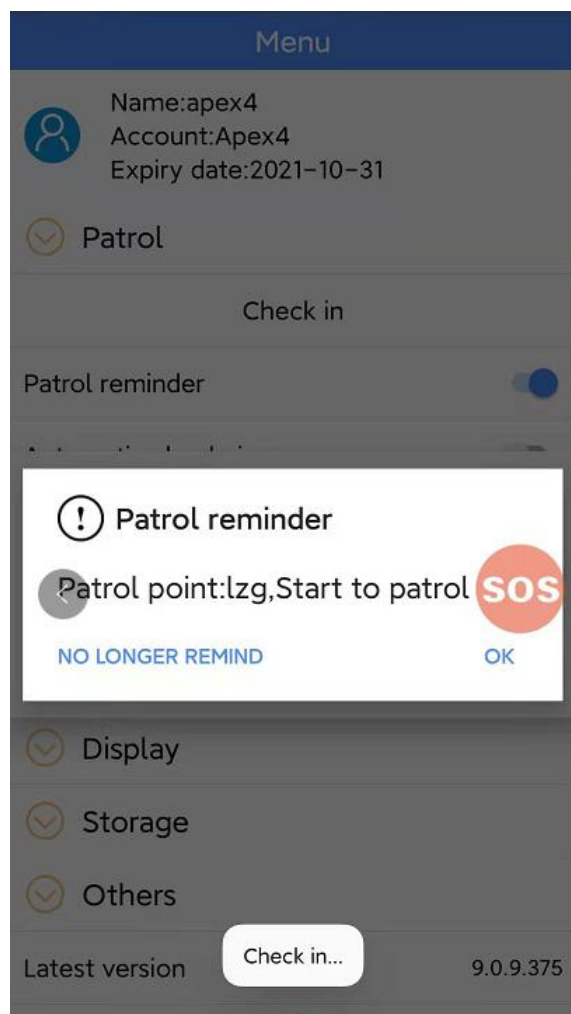 Menu
Name:apex4
Account:Apex4
Expiry date:2021-10-31
Patrol
Check in
Patrol reminder
! Patrol reminder
Patrol point:lzg,Start to patrol
SOS
NO LONGER REMIND OK
Display
Storage
Others
Check in...
Latest version 9.0.9.375